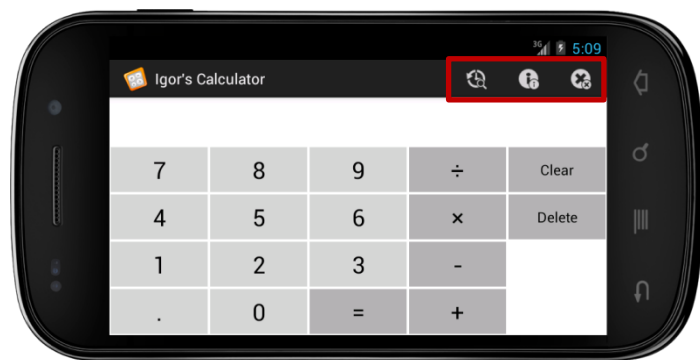 3G 5:09
Igor's Calculator
7 8 9 ÷ Clear
4 5 6 × Delete
1 2 3 -
. 0 = +